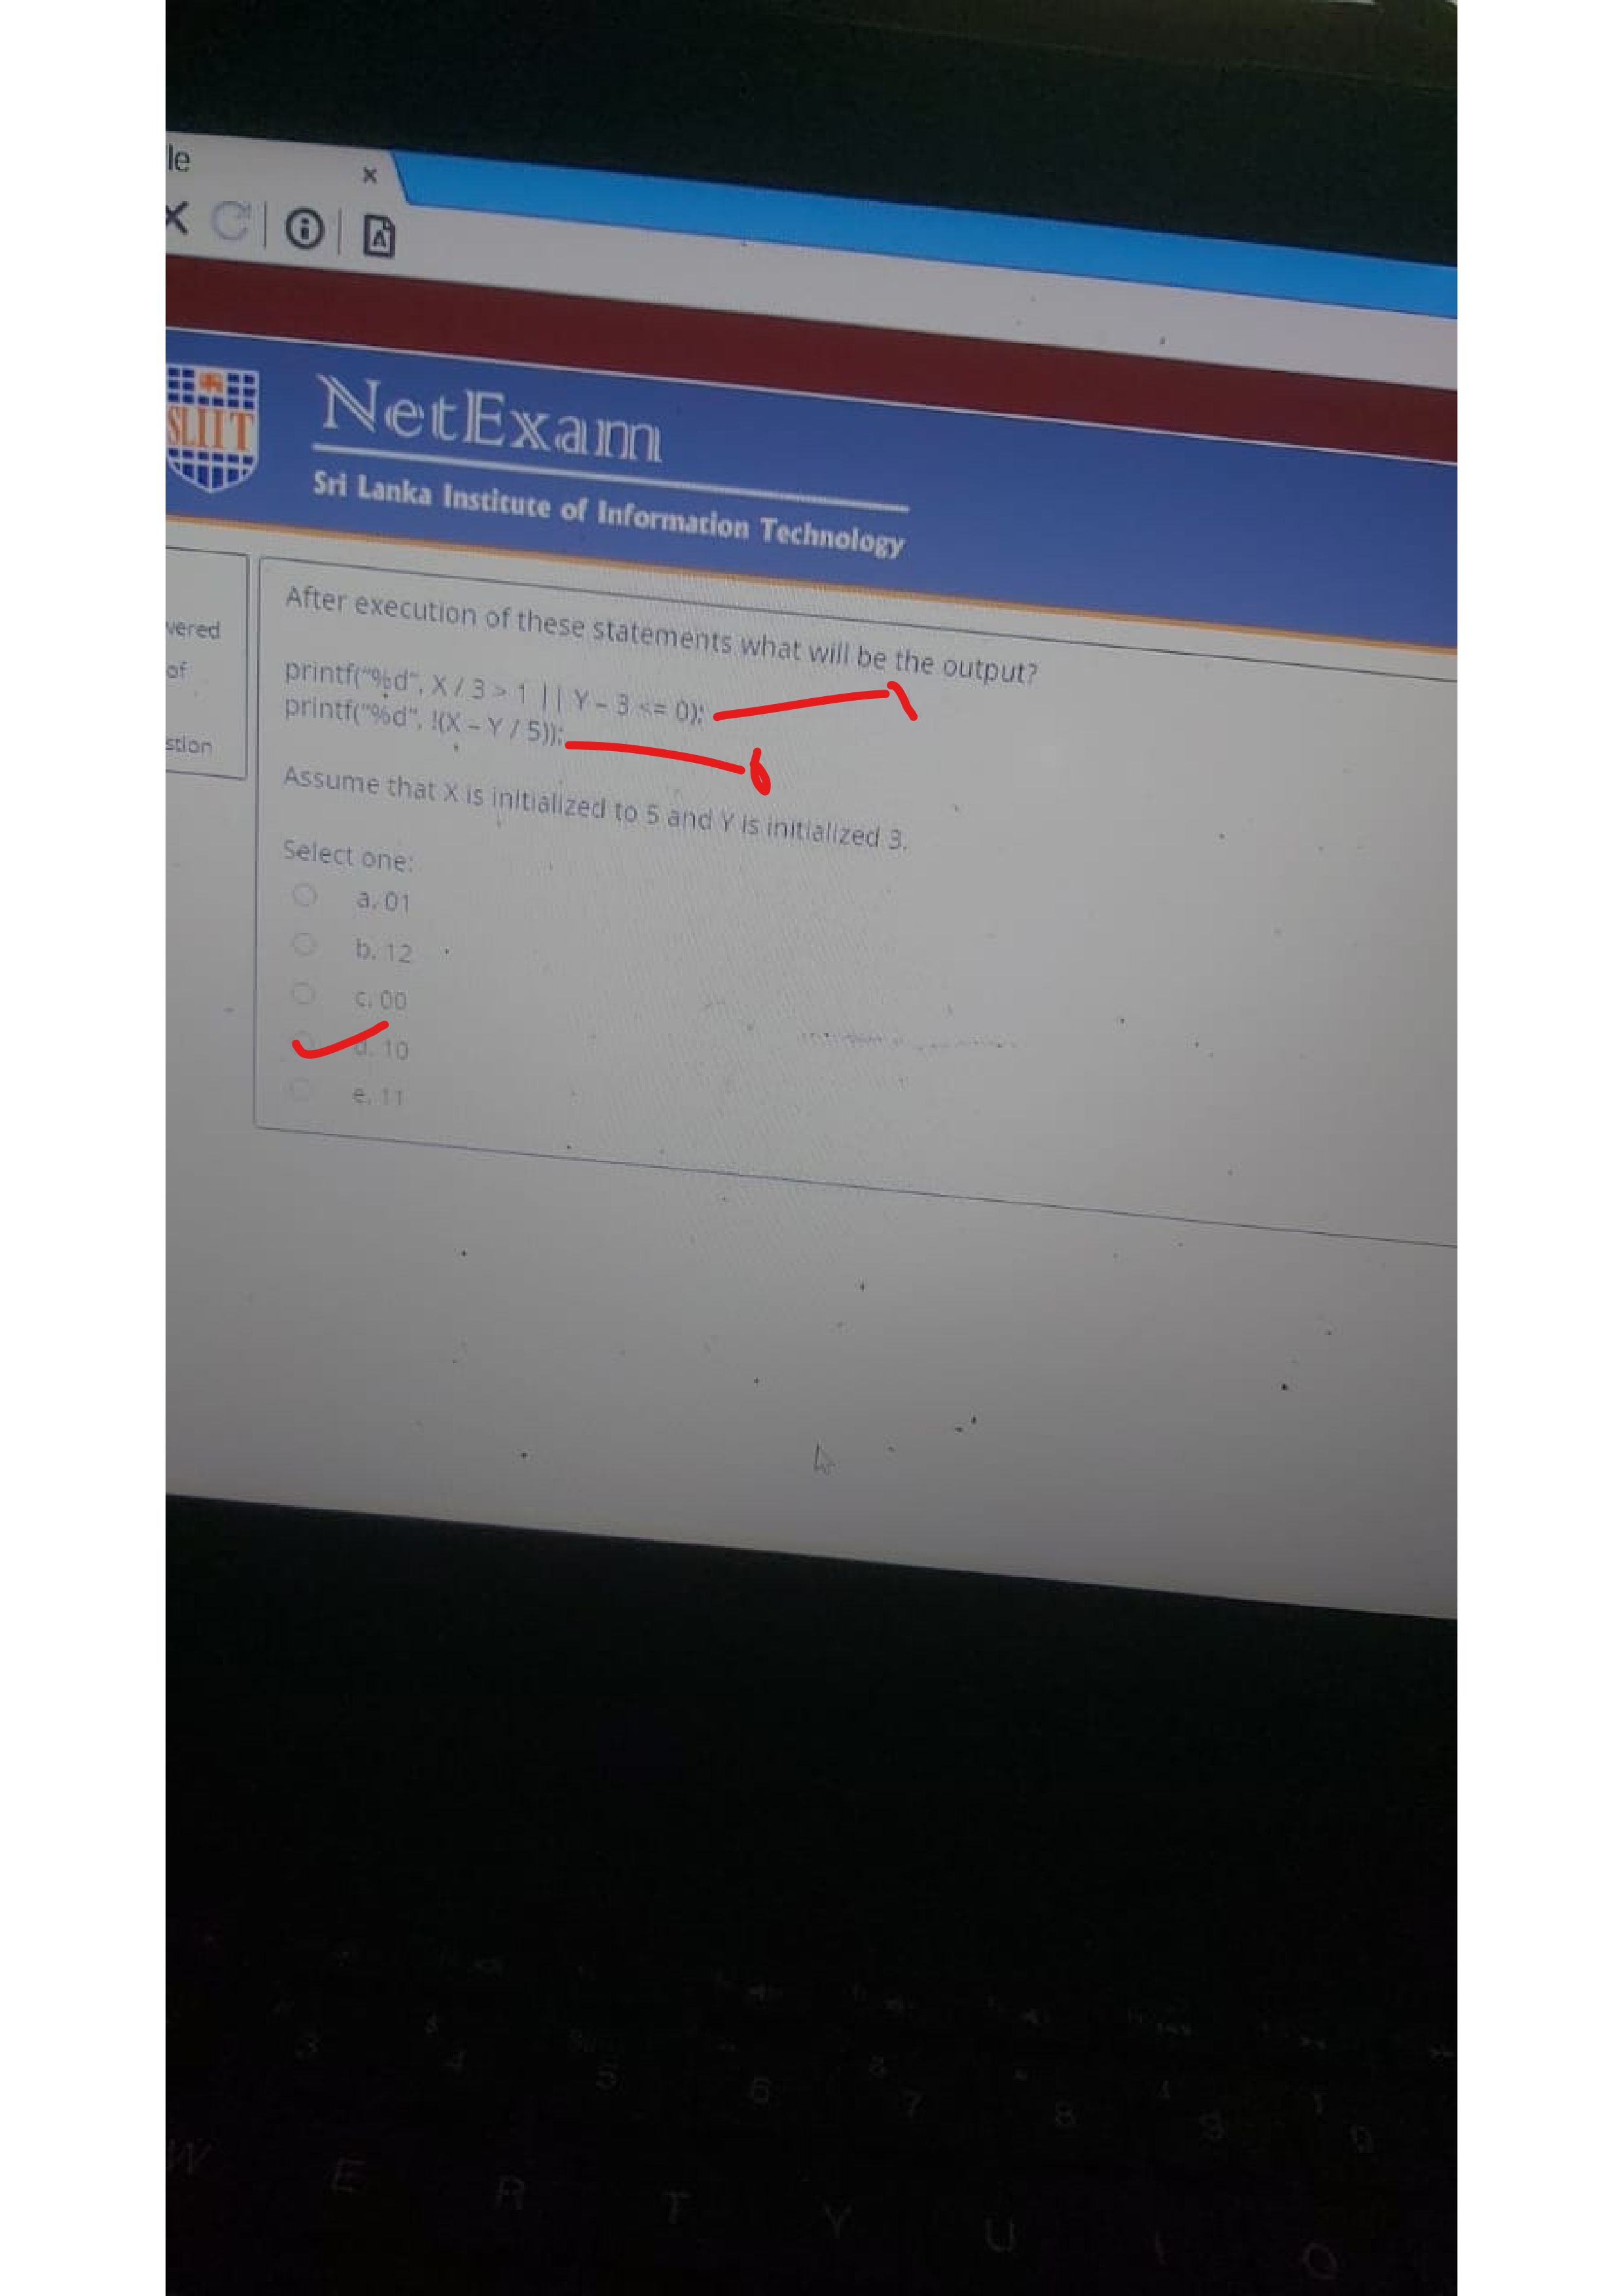 le
NetExam
SLIIT
Sri Lanka Institute of Information Technology
vered
of
stion
After execution of these statements what will be the output?
printf("%d", X / 3 > 1 || Y – 3 <= 0);
1
printf("%d", !(X – Y / 5));
0
Assume that X is initialized to 5 and Y is initialized 3.
Select one:
a. 01
b. 12
c. 00
d. 10
e. 11
3 4 5 6 7 8 9 0
W E R T Y U I O